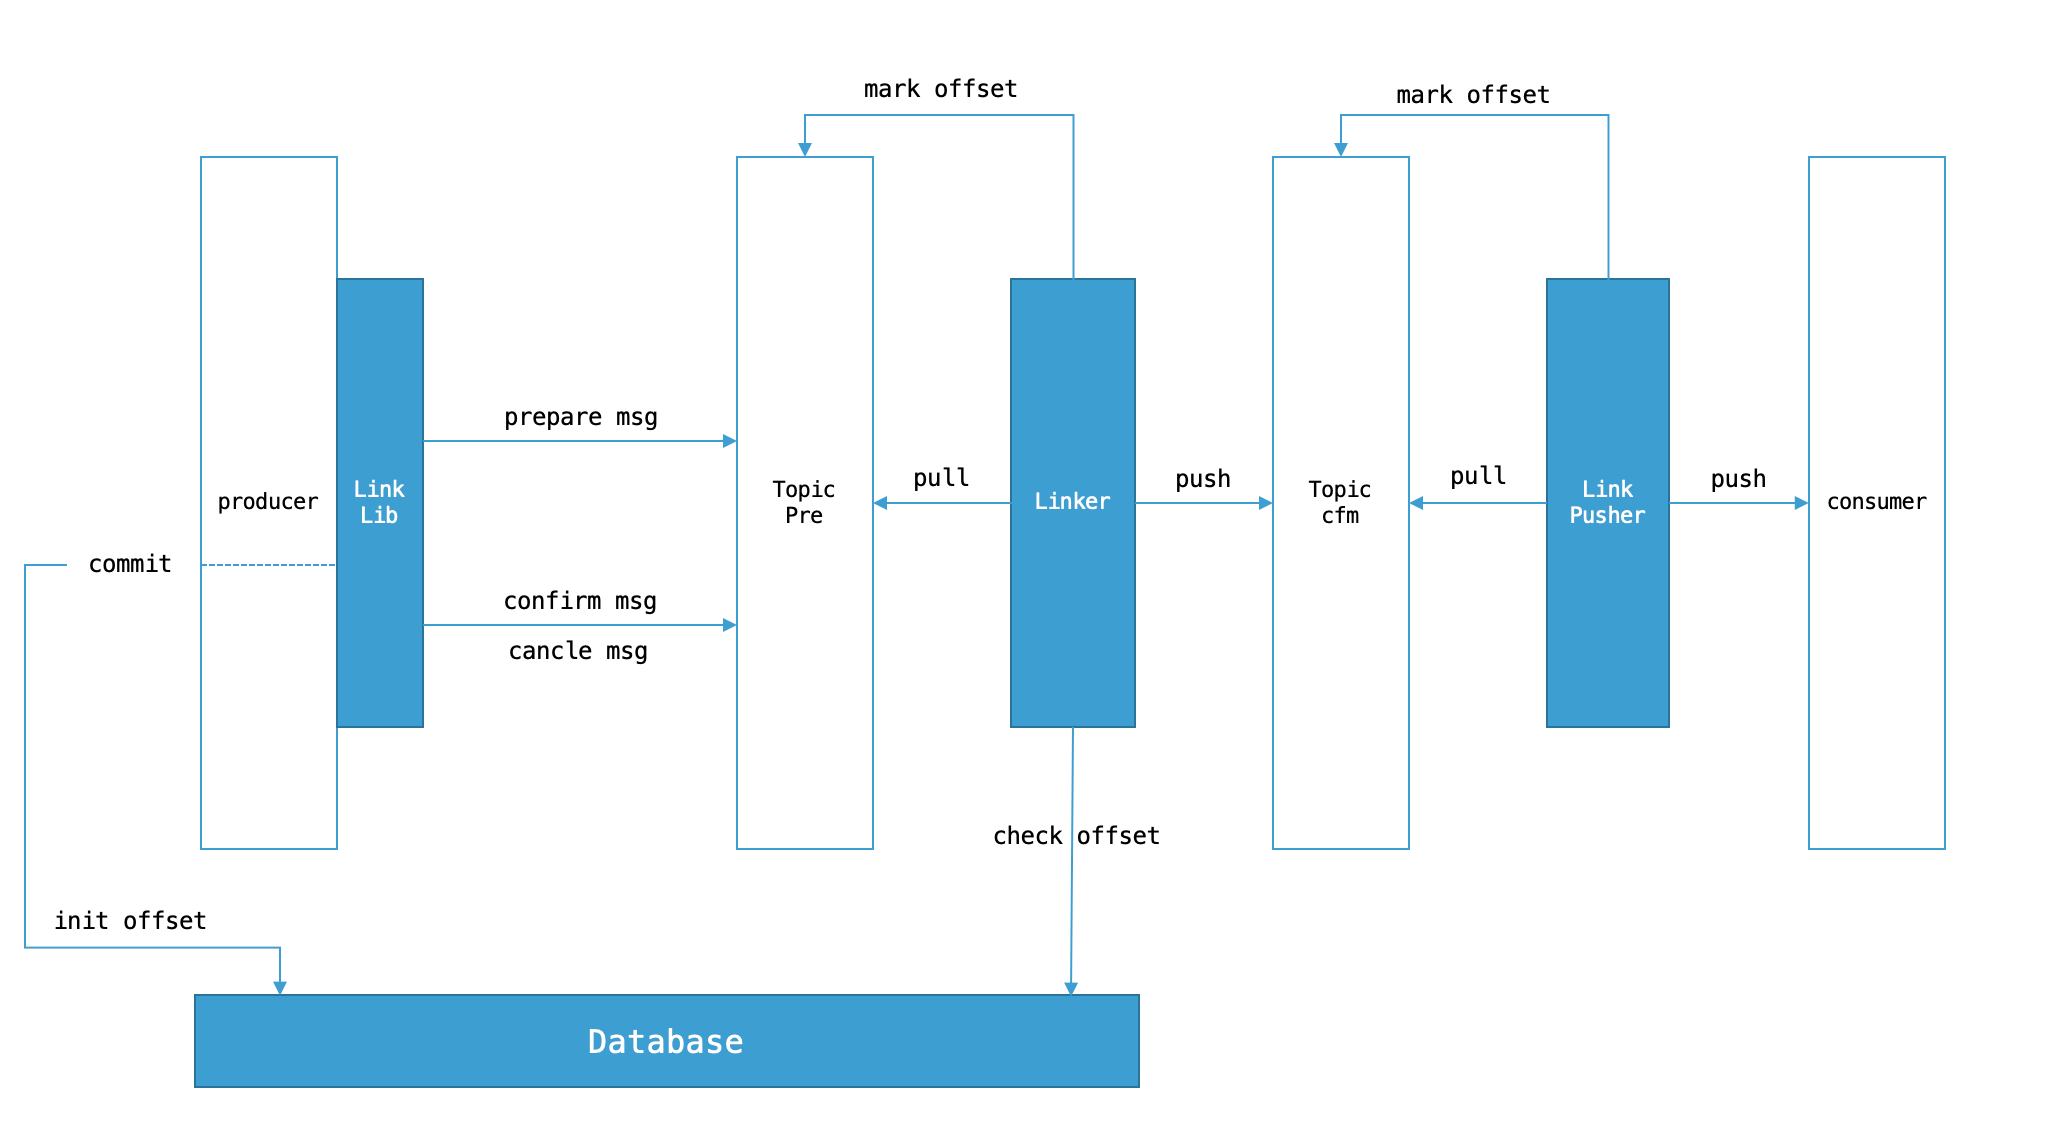 mark offset
mark offset
prepare msg
pull
push
pull
push
producer
Link
Lib
Topic
Pre
Linker
Topic
cfm
Link
Pusher
consumer
commit
confirm msg
cancle msg
check offset
init offset
Database